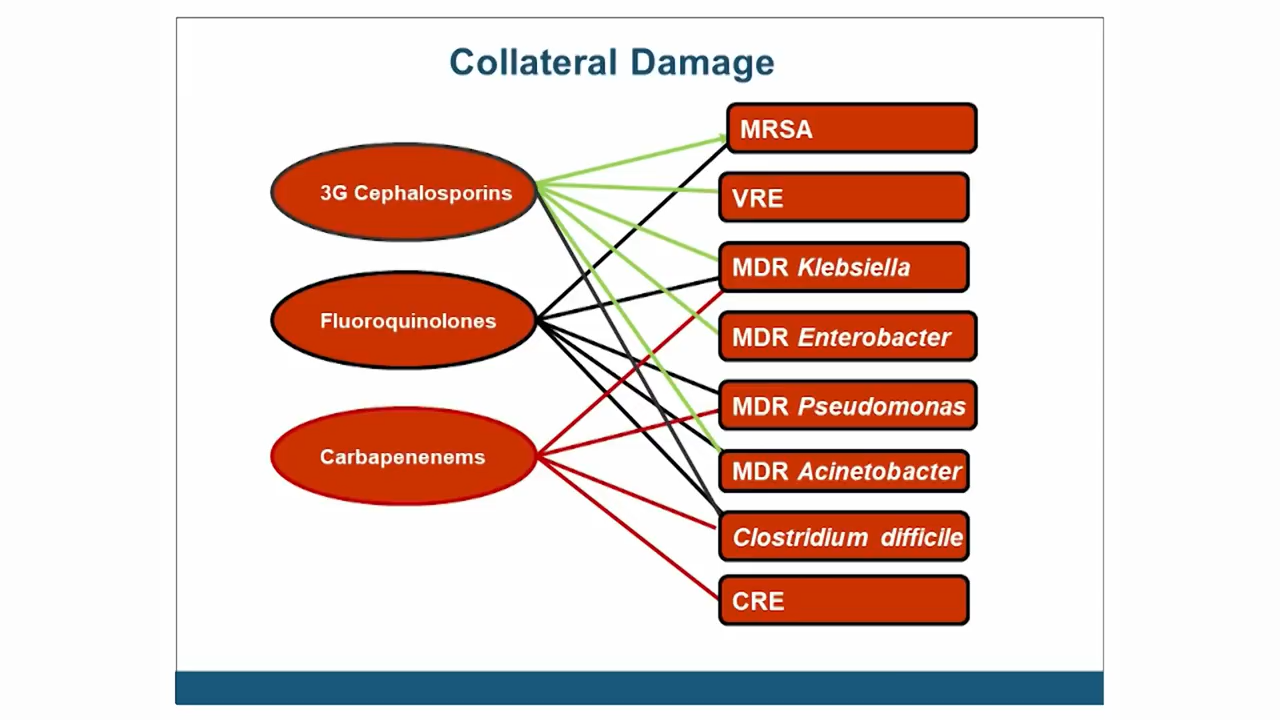 Collateral Damage
3G Cephalosporins
Fluoroquinolones
Carbapenenems
MRSA
VRE
MDR Klebsiella
MDR Enterobacter
MDR Pseudomonas
MDR Acinetobacter
Clostridium difficile
CRE